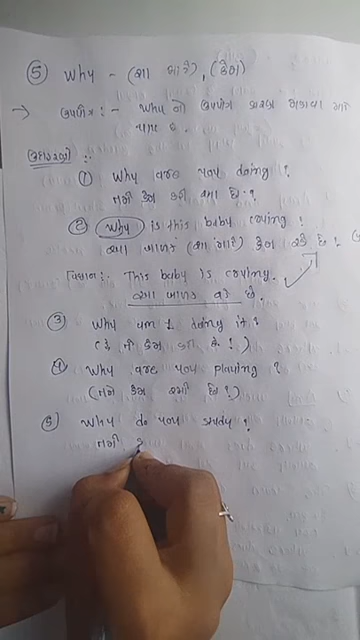 ⑤ Why - (શા માટે), (કેમ)
→ ઉપયોગ :- Why નો ઉપયોગ કારણ જાણવા માટે
થાય છે.
ઉદાહરણો :-
① Why are you doing ?
તમે કેમ કરી રહ્યા છો ?
② Why is this baby crying ?
આ બાળક (શા માટે) કેમ રડે છે ?
વિધાન :- This baby is crying.
આ બાળક રડે છે.
③ Why am I doing it ?
④ Why are you playing ?
(તમે કેમ રમો છો ?)
⑤ Why do you study ?
તમે